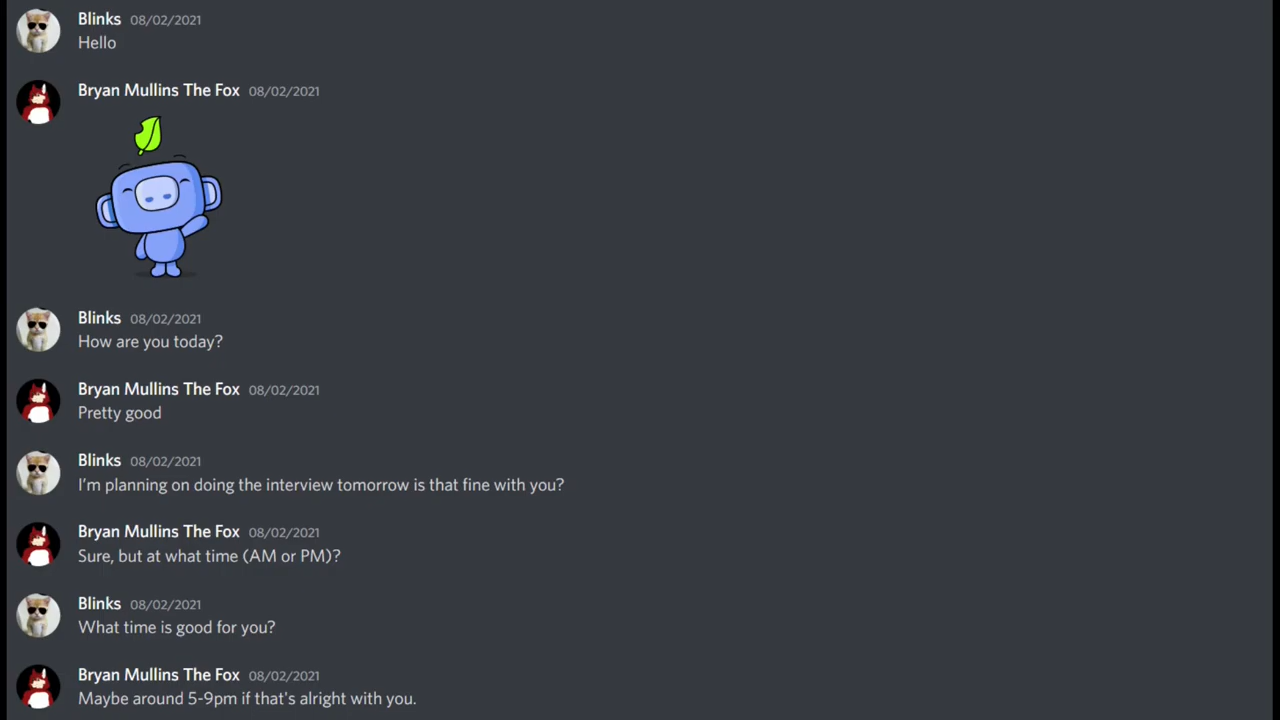 Blinks 08/02/2021
Hello
Bryan Mullins The Fox 08/02/2021
Blinks 08/02/2021
How are you today?
Bryan Mullins The Fox 08/02/2021
Pretty good
Blinks 08/02/2021
I'm planning on doing the interview tomorrow is that fine with you?
Bryan Mullins The Fox 08/02/2021
Sure, but at what time (AM or PM)?
Blinks 08/02/2021
What time is good for you?
Bryan Mullins The Fox 08/02/2021
Maybe around 5-9pm if that's alright with you.